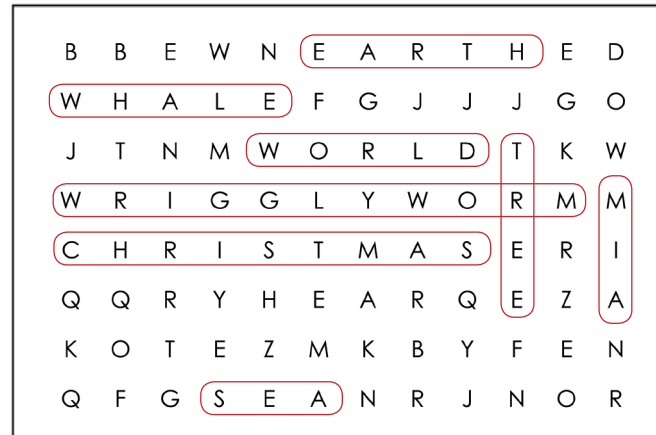 B B E W N E A R T H E D
W H A L E F G J J J G O
J T N M W O R L D T K W
W R I G G L Y W O R M M
C H R I S T M A S E R I
Q Q R Y H E A R Q E Z A
K O T E Z M K B Y F E N
Q F G S E A N R J N O R